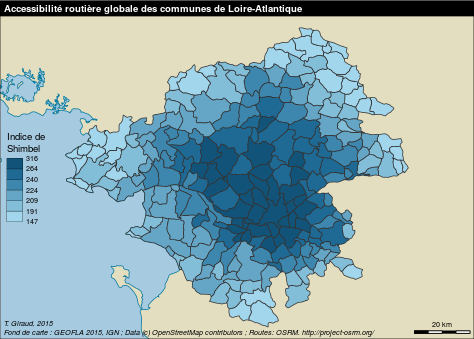 Accessibilité routière globale des communes de Loire-Atlantique
Indice de
Shimbel
316
264
240
224
209
191
147
T. Giraud, 2015
Fond de carte : GEOFLA 2015, IGN ; Data (c) OpenStreetMap contributors ; Routes: OSRM. http://project-osrm.org/
20 km